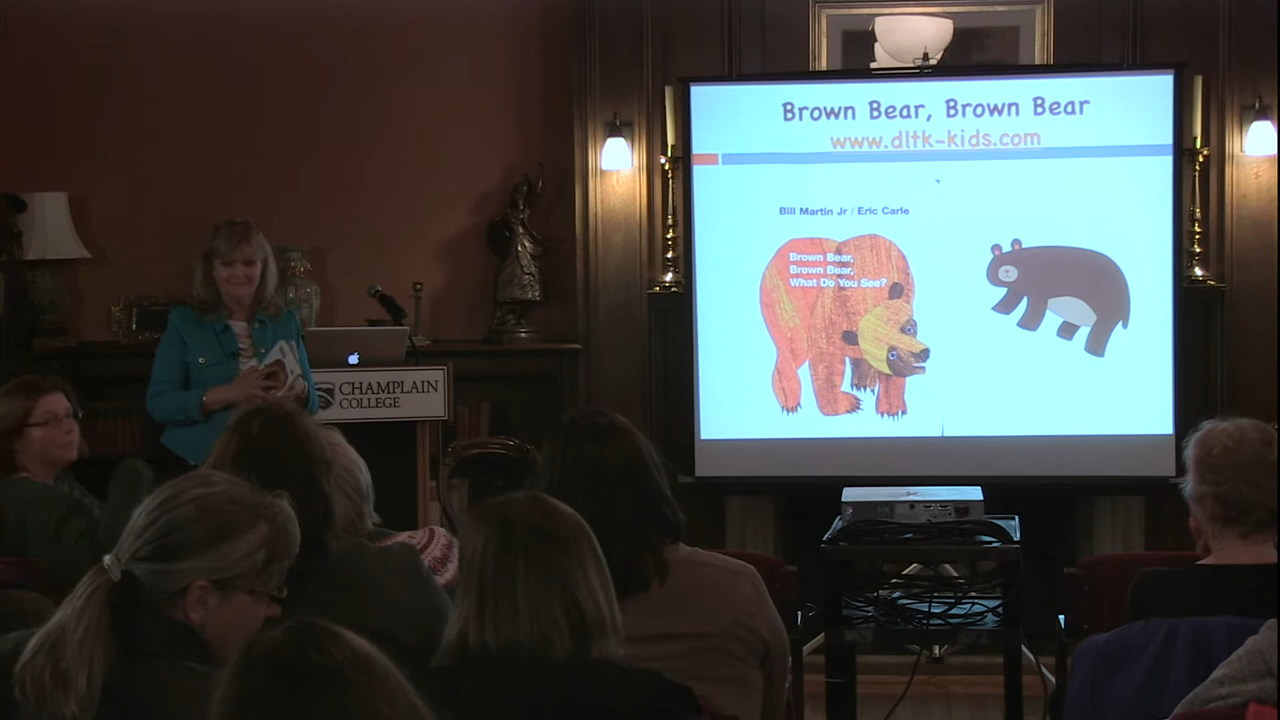 Brown Bear, Brown Bear
www.dltk-kids.com
Bill Martin Jr / Eric Carle
Brown Bear,
Brown Bear,
What Do You See?
CHAMPLAIN
COLLEGE